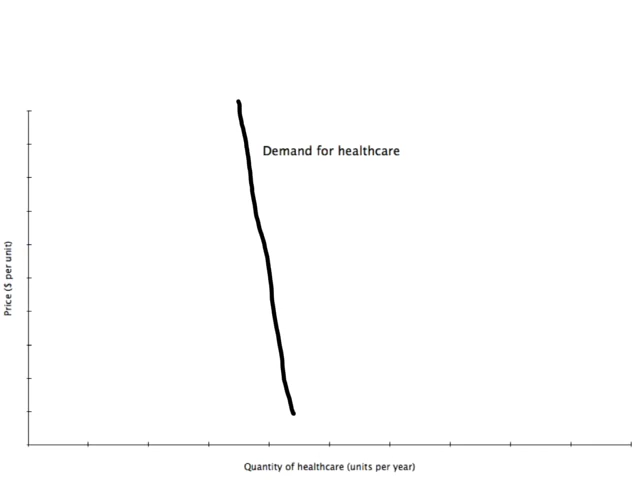 Demand for healthcare
Price ($ per unit)
Quantity of healthcare (units per year)